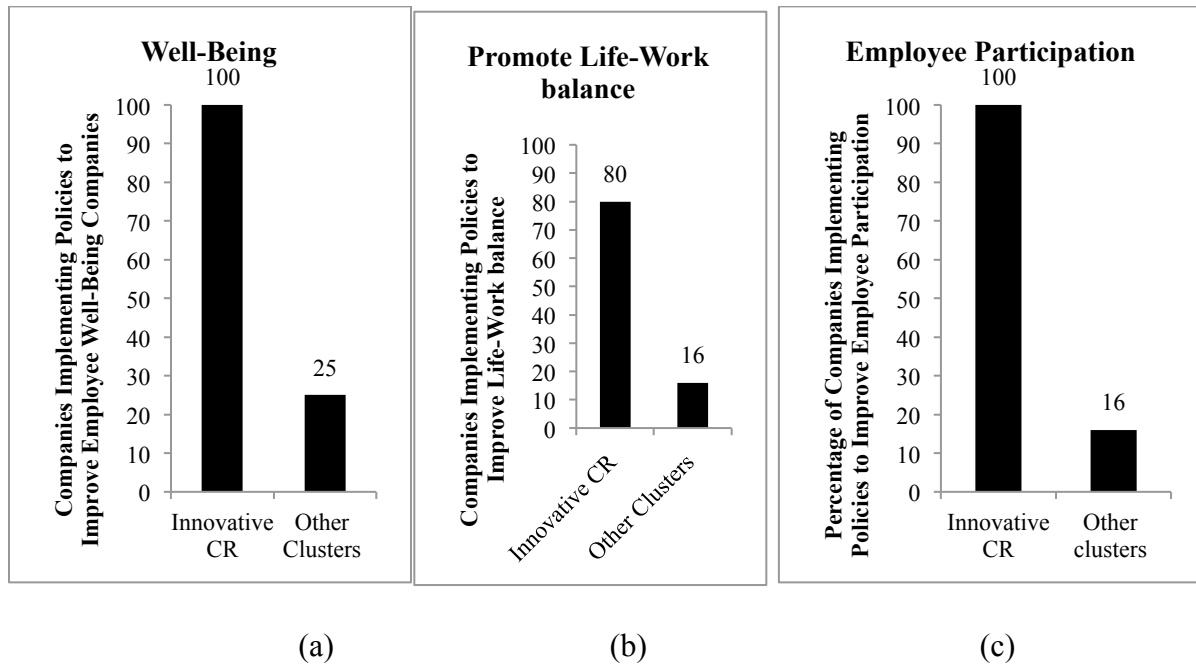 Well-Being
100
Companies Implementing Policies to
Improve Employee Well-Being Companies
100
90
80
70
60
50
40
30
20
10
0
25
Innovative
CR
Other
Clusters
(a)
Promote Life-Work
balance
Companies Implementing Policies to
Improve Life-Work balance
100
90
80
70
60
50
40
30
20
10
0
80
16
Innovative CR
Other Clusters
(b)
Employee Participation
100
Percentage of Companies Implementing
Policies to Improve Employee Participation
100
90
80
70
60
50
40
30
20
10
0
16
Innovative
CR
Other
clusters
(c)